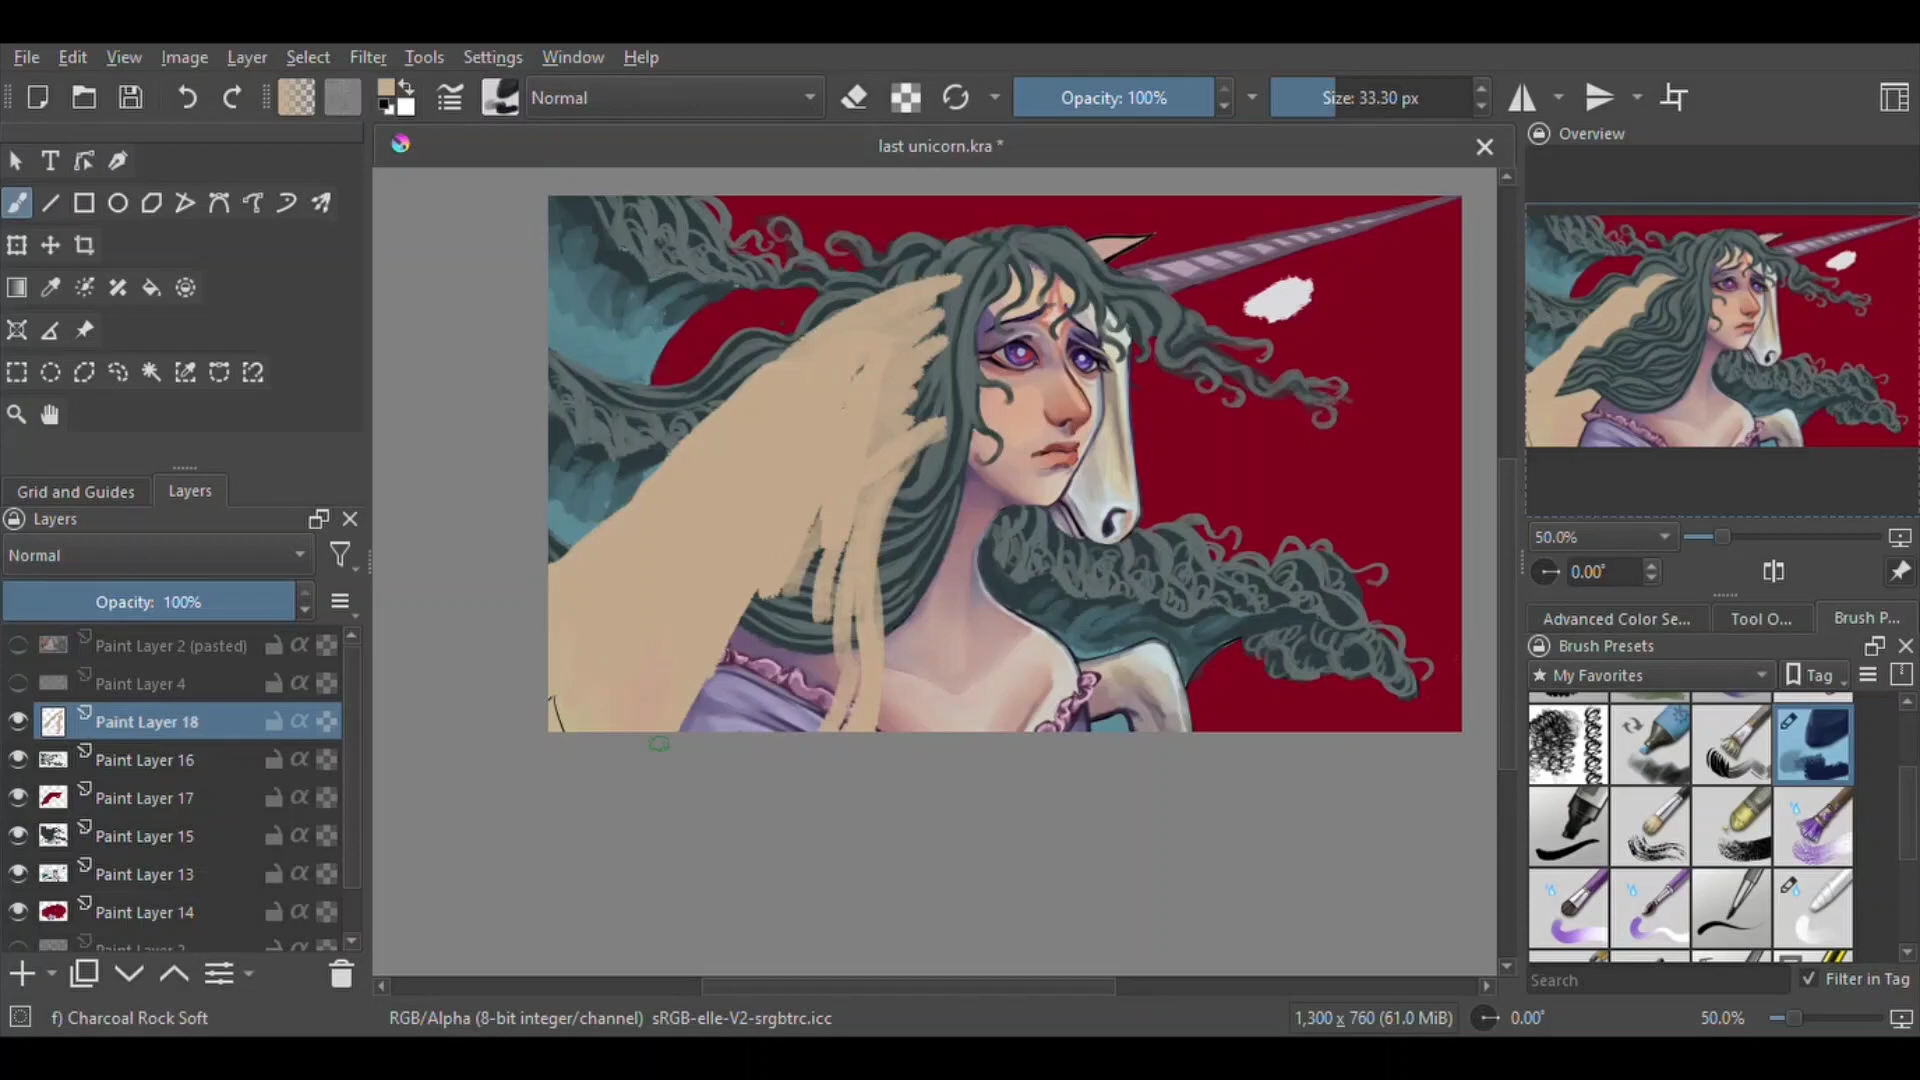 File Edit View Image Layer Select Filter Tools Settings Window Help
Normal
Opacity: 100%
Size: 33.30 px
last unicorn.kra *
Overview
Grid and Guides
Layers
Layers
Normal
Opacity: 100%
Paint Layer 2 (pasted)
Paint Layer 4
Paint Layer 18
Paint Layer 16
Paint Layer 17
Paint Layer 15
Paint Layer 13
Paint Layer 14
Paint Layer 2
50.0%
0.00°
Advanced Color Se...
Tool O...
Brush P...
Brush Presets
★ My Favorites
Tag
Search
Filter in Tag
f) Charcoal Rock Soft
RGB/Alpha (8-bit integer/channel) sRGB-elle-V2-srgbtrc.icc
1,300 x 760 (61.0 MiB)
0.00°
50.0%